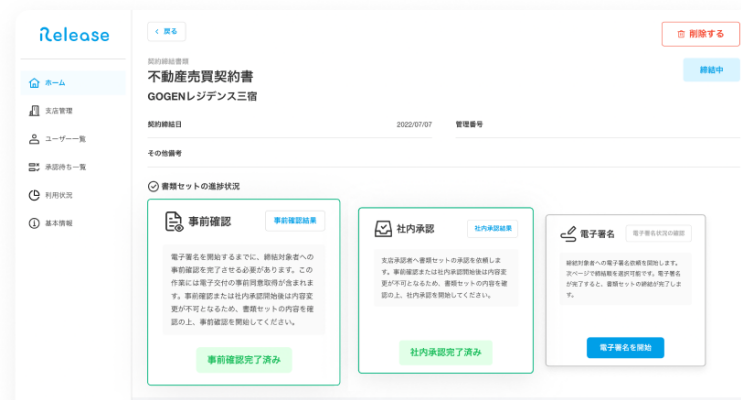 Release
< 戻る
削除する
契約締結書類
不動産売買契約書
締結中
GOGENレジデンス三宿
契約締結日
2022/07/07
管理番号
その他備考
ホーム
支店管理
ユーザー一覧
承認待ち一覧
利用状況
基本情報
書類セットの進捗状況
事前確認
事前確認結果
電子署名を開始するまでに、締結対象者への
事前確認を完了させる必要があります。この
作業には電子交付の事前同意取得が含まれま
す。事前確認または社内承認開始後は内容変
更が不可となるため、書類セットの内容を確
認の上、事前確認を開始してください。
事前確認完了済み
社内承認
社内承認結果
支店承認者へ書類セットの承認を依頼しま
す。事前確認または社内承認開始後は内容変
更が不可となるため、書類セットの内容を確
認の上、社内承認を開始してください。
社内承認完了済み
電子署名
電子署名状況の確認
締結対象者への電子署名依頼を開始します。
次ページで締結順を選択可能です。電子署名
が完了すると、書類セットの締結が完了しま
す。
電子署名を開始